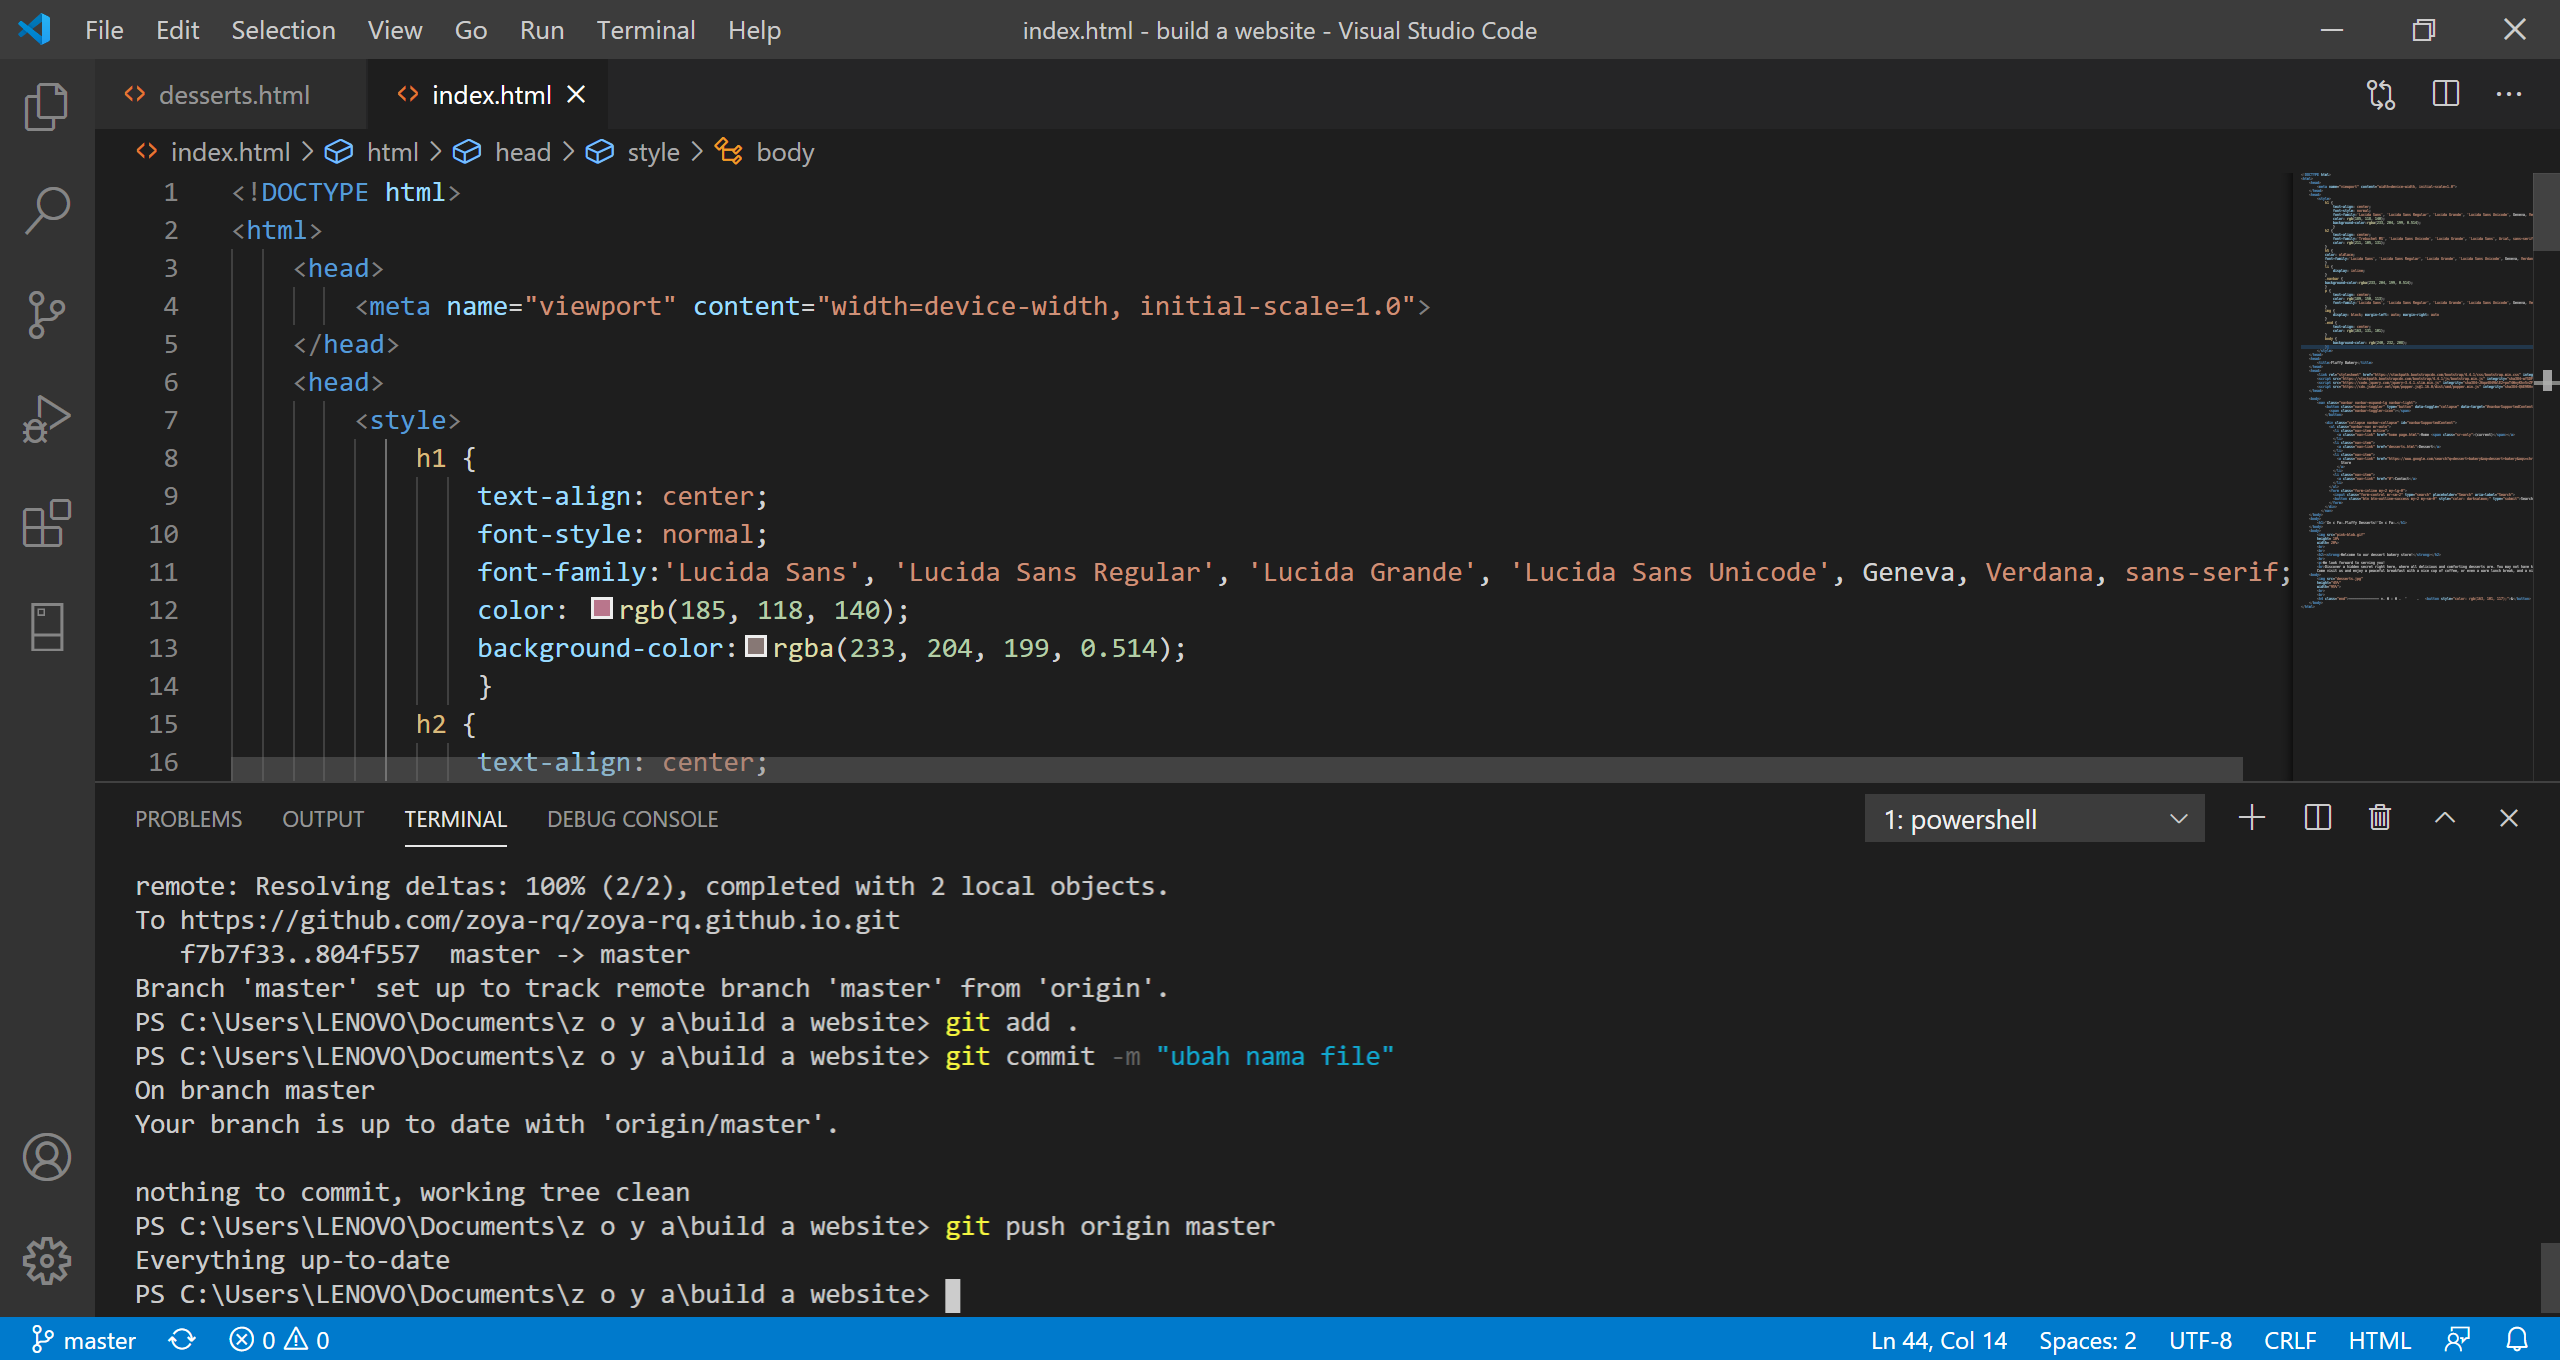 File Edit Selection View Go Run Terminal Help
index.html - build a website - Visual Studio Code
desserts.html
index.html
index.html > html > head > style > body
1 <!DOCTYPE html>
2 <html>
3 <head>
4 <meta name="viewport" content="width=device-width, initial-scale=1.0">
5 </head>
6 <head>
7 <style>
8 h1 {
9 text-align: center;
10 font-style: normal;
11 font-family:'Lucida Sans', 'Lucida Sans Regular', 'Lucida Grande', 'Lucida Sans Unicode', Geneva, Verdana, sans-serif;
12 color: rgb(185, 118, 140);
13 background-color: rgba(233, 204, 199, 0.514);
14 }
15 h2 {
16 text-align: center;
PROBLEMS OUTPUT TERMINAL DEBUG CONSOLE
1: powershell
remote: Resolving deltas: 100% (2/2), completed with 2 local objects.
To https://github.com/zoya-rq/zoya-rq.github.io.git
f7b7f33..804f557 master -> master
Branch 'master' set up to track remote branch 'master' from 'origin'.
PS C:\Users\LENOVO\Documents\z o y a\build a website> git add .
PS C:\Users\LENOVO\Documents\z o y a\build a website> git commit -m "ubah nama file"
On branch master
Your branch is up to date with 'origin/master'.
nothing to commit, working tree clean
PS C:\Users\LENOVO\Documents\z o y a\build a website> git push origin master
Everything up-to-date
PS C:\Users\LENOVO\Documents\z o y a\build a website>
master
0 0
Ln 44, Col 14
Spaces: 2
UTF-8
CRLF
HTML